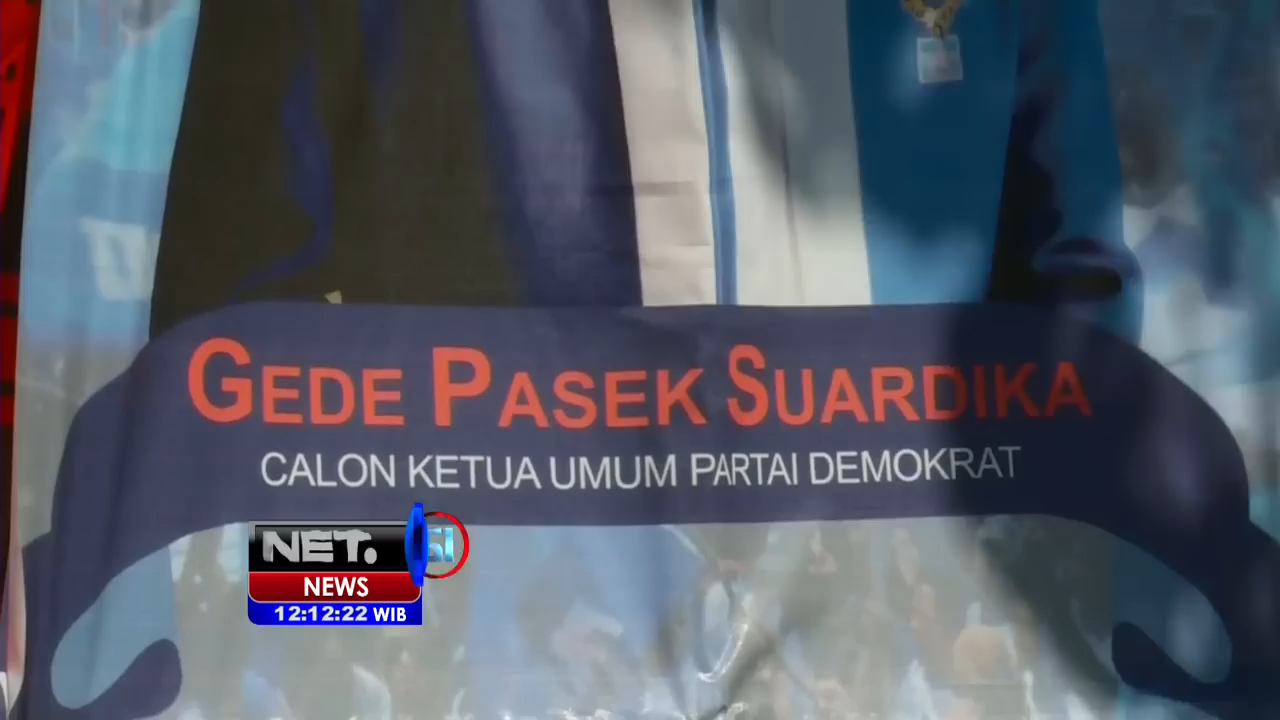 GEDE PASEK SUARDIKA
CALON KETUA UMUM PARTAI DEMOKRAT
NET.
NEWS
12:12:22 WIB